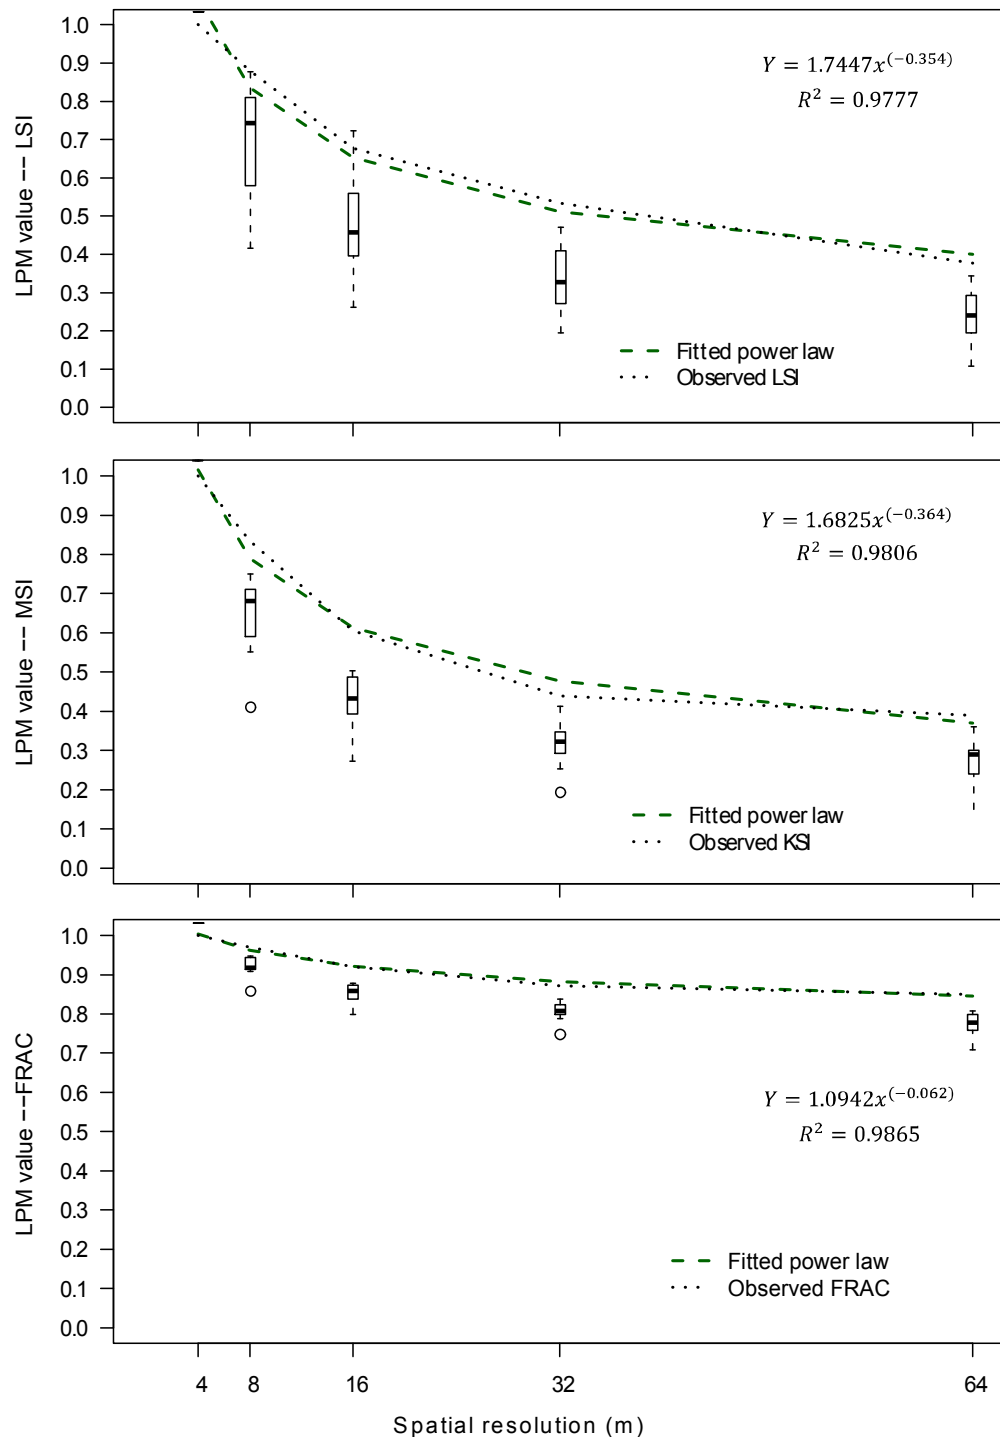 LPM value −− LSI
1.0
0.9
0.8
0.7
0.6
0.5
0.4
0.3
0.2
0.1
0.0
Y = 1.7447x^(−0.354)
R² = 0.9777
Fitted power law
Observed LSI
LPM value −− MSI
1.0
0.9
0.8
0.7
0.6
0.5
0.4
0.3
0.2
0.1
0.0
Y = 1.6825x^(−0.364)
R² = 0.9806
Fitted power law
Observed KSI
LPM value −−FRAC
1.0
0.9
0.8
0.7
0.6
0.5
0.4
0.3
0.2
0.1
0.0
Y = 1.0942x^(−0.062)
R² = 0.9865
Fitted power law
Observed FRAC
4 8 16 32 64
Spatial resolution (m)